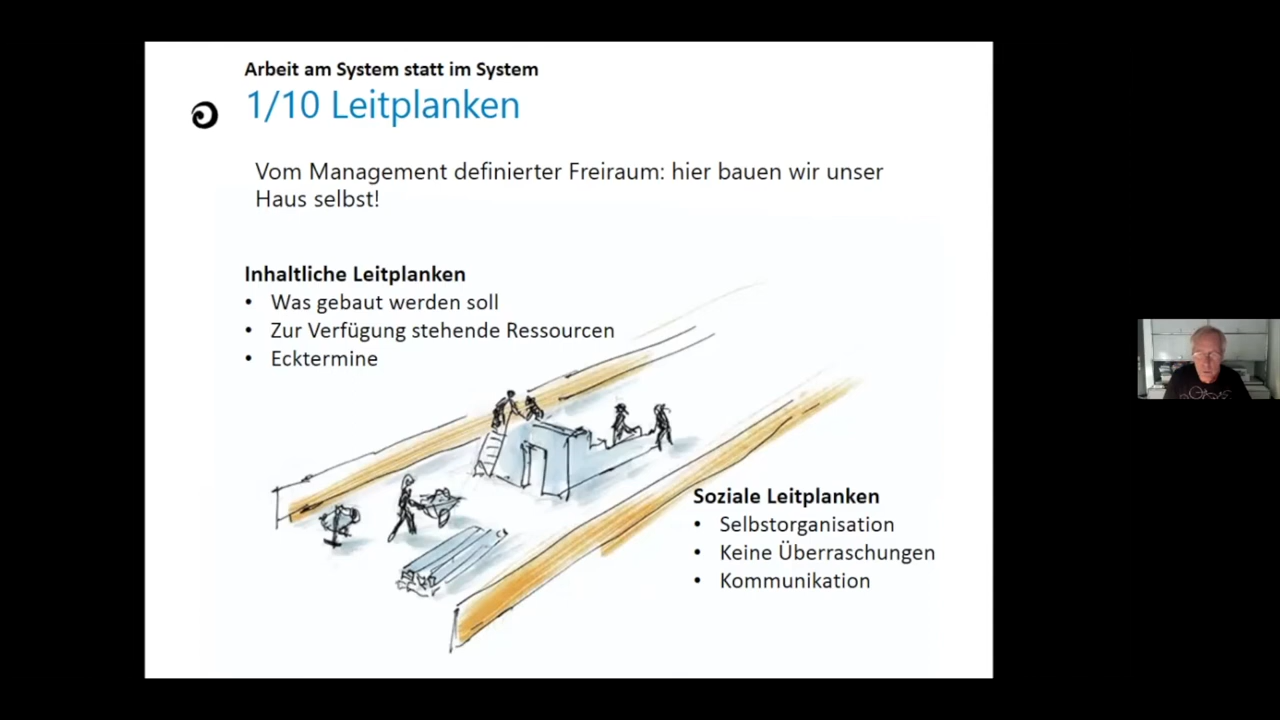 Arbeit am System statt im System
1/10 Leitplanken
Vom Management definierter Freiraum: hier bauen wir unser
Haus selbst!
Inhaltliche Leitplanken
• Was gebaut werden soll
• Zur Verfügung stehende Ressourcen
• Ecktermine
Soziale Leitplanken
• Selbstorganisation
• Keine Überraschungen
• Kommunikation